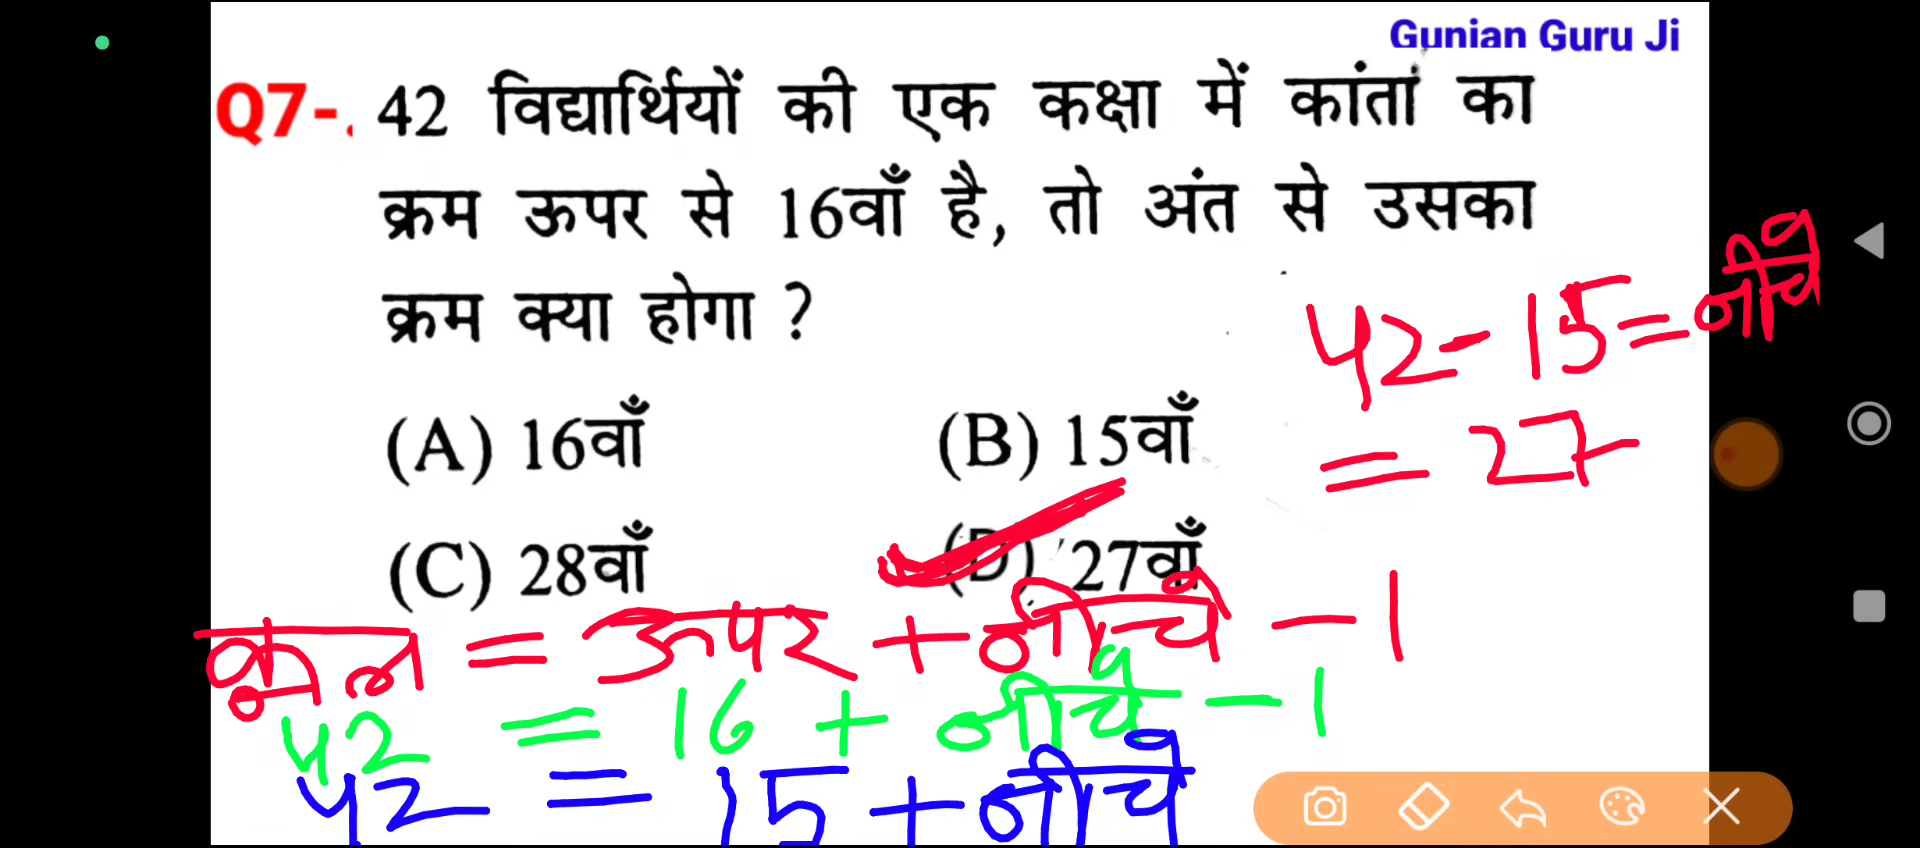 Gunian Guru Ji
Q7-. 42 विद्यार्थियों की एक कक्षा में कांतां का
क्रम ऊपर से 16वाँ है, तो अंत से उसका
क्रम क्या होगा ?
42 - 15 = नीचे
= 27
(A) 16वाँ (B) 15वाँ
(C) 28वाँ (D) 27वाँ
कुल = ऊपर + नीचे - 1
42 = 16 + नीचे - 1
42 = 15 + नीचे